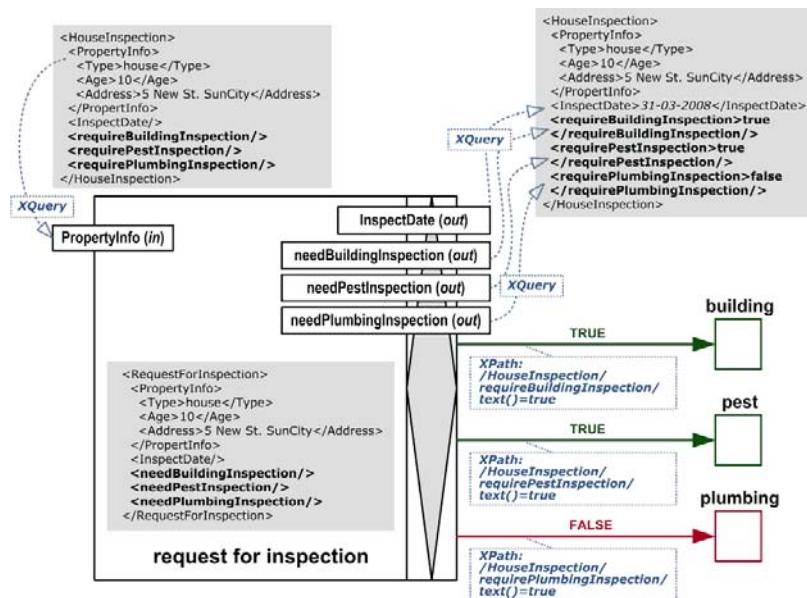 <HouseInspection>
<PropertyInfo>
<Type>house</Type>
<Age>10</Age>
<Address>5 New St. SunCity</Address>
</PropertInfo>
<InspectDate/>
<requireBuildingInspection/>
<requirePestInspection/>
<requirePlumbingInspection/>
</HouseInspection>
<HouseInspection>
<PropertyInfo>
<Type>house</Type>
<Age>10</Age>
<Address>5 New St. SunCity</Address>
</PropertInfo>
<InspectDate>31-03-2008</InspectDate>
<requireBuildingInspection>true
</requireBuildingInspection/>
<requirePestInspection>true
</requirePestInspection/>
<requirePlumbingInspection>false
</requirePlumbingInspection/>
</HouseInspection>
XQuery
XQuery
XQuery
PropertyInfo (in)
InspectDate (out)
needBuildingInspection (out)
needPestInspection (out)
needPlumbingInspection (out)
<RequestForInspection>
<PropertyInfo>
<Type>house</Type>
<Age>10</Age>
<Address>5 New St. SunCity</Address>
</PropertInfo>
<InspectDate/>
<needBuildingInspection/>
<needPestInspection/>
<needPlumbingInspection/>
</RequestForInspection>
request for inspection
building
TRUE
XPath:
/HouseInspection/
requireBuildingInspection/
text()=true
pest
TRUE
XPath:
/HouseInspection/
requirePestInspection/
text()=true
plumbing
FALSE
XPath:
/HouseInspection/
requirePlumbingInspection/
text()=true